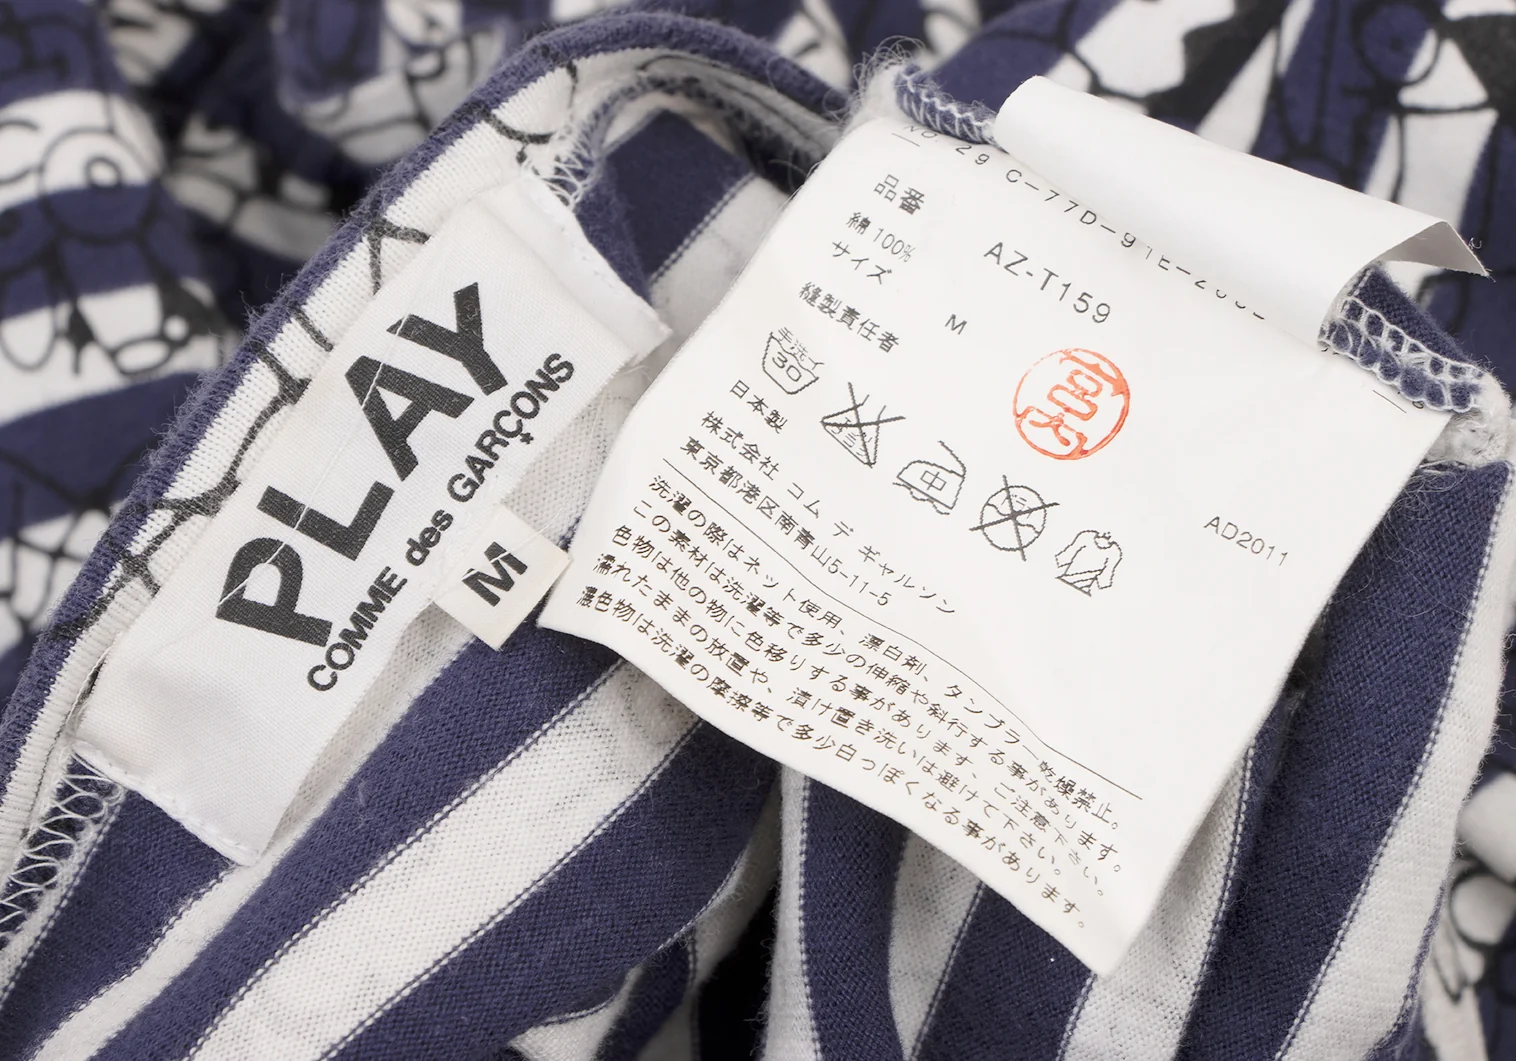 PLAY
COMME des GARÇONS
M
品番 AZ-T159
綿100%
サイズ M
縫製責任者
手洗イ
30
中
日本製
AD2011
株式会社 コム デ ギャルソン
東京都港区南青山5-11-5
洗濯の際はネット使用、漂白剤、タンブラー乾燥禁止。
この素材は洗濯等で多少の伸縮や斜行する事があります。
色物は他の物に色移りする事があります、ご注意下さい。
濡れたままの放置や、漬け置き洗いは避けて下さい。
濃色物は洗濯の摩擦等で多少白っぽくなる事があります。